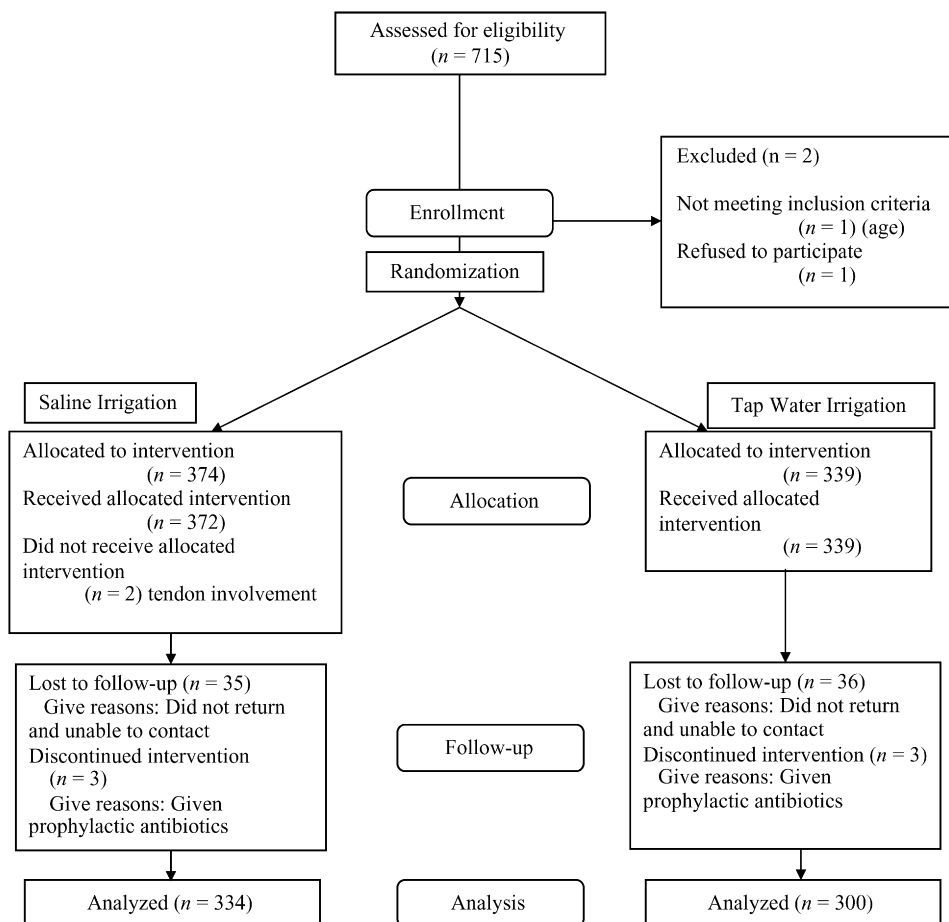 Assessed for eligibility
(n = 715)
Excluded (n = 2)
Not meeting inclusion criteria
(n = 1) (age)
Refused to participate
(n = 1)
Enrollment
Randomization
Saline Irrigation
Tap Water Irrigation
Allocated to intervention
(n = 374)
Received allocated intervention
(n = 372)
Did not receive allocated
intervention
(n = 2) tendon involvement
Allocation
Allocated to intervention
(n = 339)
Received allocated
intervention
(n = 339)
Lost to follow-up (n = 35)
Give reasons: Did not return
and unable to contact
Discontinued intervention
(n = 3)
Give reasons: Given
prophylactic antibiotics
Follow-up
Lost to follow-up (n = 36)
Give reasons: Did not return
and unable to contact
Discontinued intervention (n = 3)
Give reasons: Given
prophylactic antibiotics
Analyzed (n = 334)
Analysis
Analyzed (n = 300)